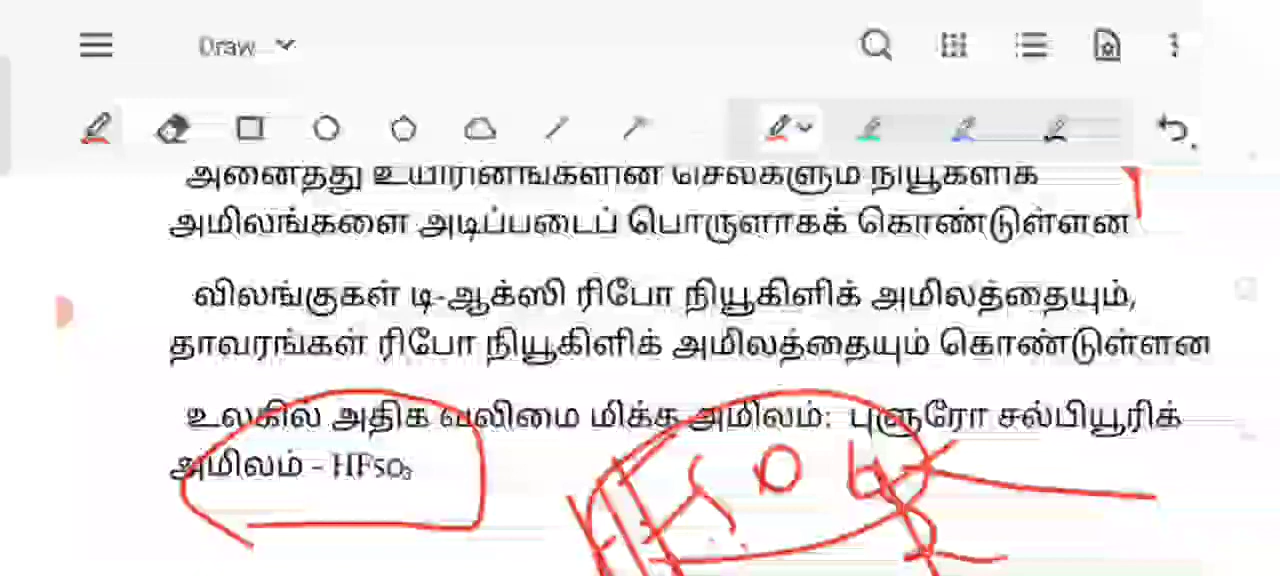 Draw
அனைத்து உயிரினங்களின் செல்களும் நியூக்ளிக்
அமிலங்களை அடிப்படைப் பொருளாகக் கொண்டுள்ளன
விலங்குகள் டி-ஆக்ஸி ரிபோ நியூகிளிக் அமிலத்தையும்,
தாவரங்கள் ரிபோ நியூகிளிக் அமிலத்தையும் கொண்டுள்ளன
உலகில் அதிக வலிமை மிக்க அமிலம்: புளுரோ சல்பியூரிக்
அமிலம் - HFso₃